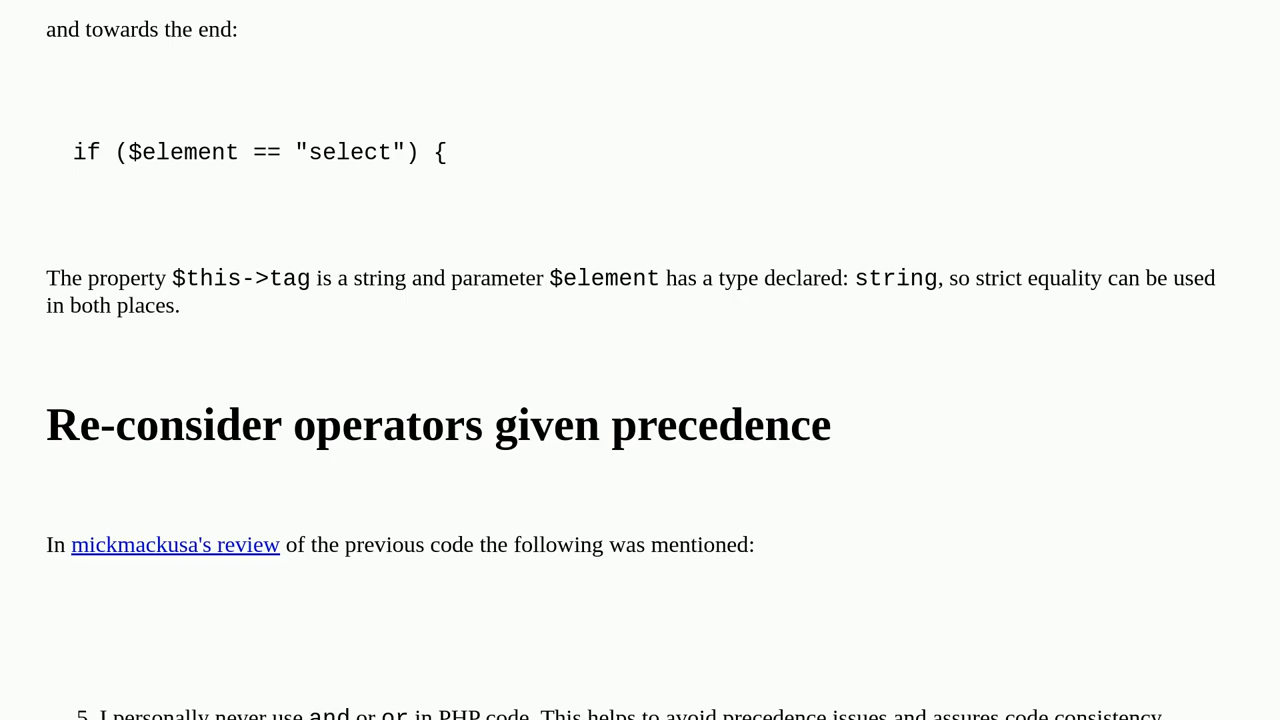 and towards the end:
if ($element == "select") {
The property $this->tag is a string and parameter $element has a type declared: string, so strict equality can be used
in both places.
Re-consider operators given precedence
In mickmackusa's review of the previous code the following was mentioned:
5. I personally never use and or or in PHP code. This helps to avoid precedence issues and assures code consistency.